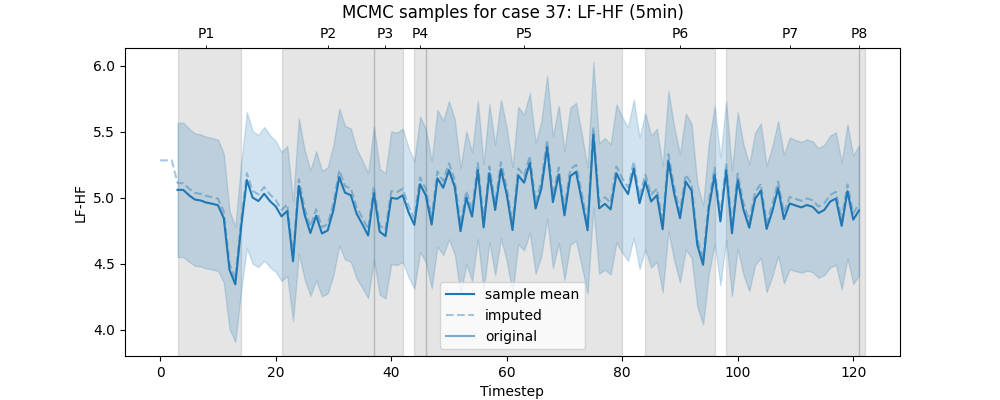 MCMC samples for case 37: LF-HF (5min)
P1 P2 P3 P4 P5 P6 P7 P8
6.0
5.5
5.0
4.5
4.0
LF-HF
sample mean
imputed
original
0 20 40 60 80 100 120
Timestep